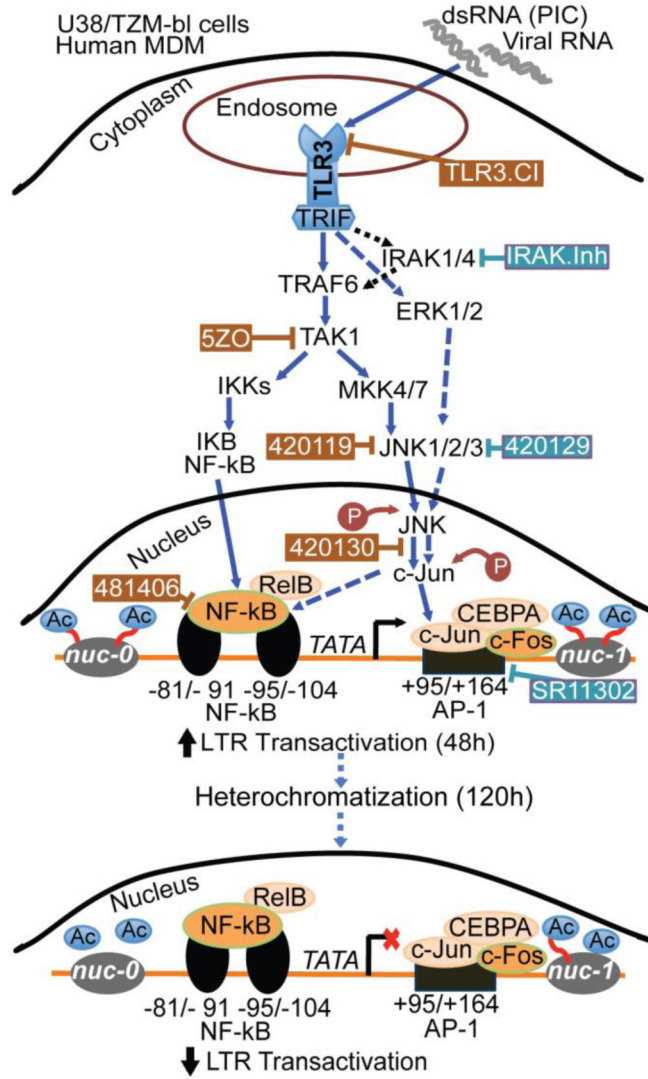 U38/TZM-bl cells
Human MDM
dsRNA (PIC)
Viral RNA
Cytoplasm
Endosome
TLR3
TLR3.CI
TRIF
IRAK1/4
IRAK.Inh
TRAF6
ERK1/2
5ZO
TAK1
IKKs
MKK4/7
IKB
NF-kB
420119
JNK1/2/3
420129
Nucleus
P
JNK
420130
c-Jun
P
481406
RelB
NF-kB
CEBPA
c-Jun
c-Fos
Ac
Ac
Ac
Ac
nuc-0
TATA
nuc-1
SR11302
-81/- 91 -95/-104
NF-kB
+95/+164
AP-1
LTR Transactivation (48h)
Heterochromatization (120h)
Nucleus
RelB
NF-kB
CEBPA
c-Jun
c-Fos
Ac
Ac
Ac
Ac
nuc-0
TATA
nuc-1
-81/- 91 -95/-104
NF-kB
+95/+164
AP-1
LTR Transactivation